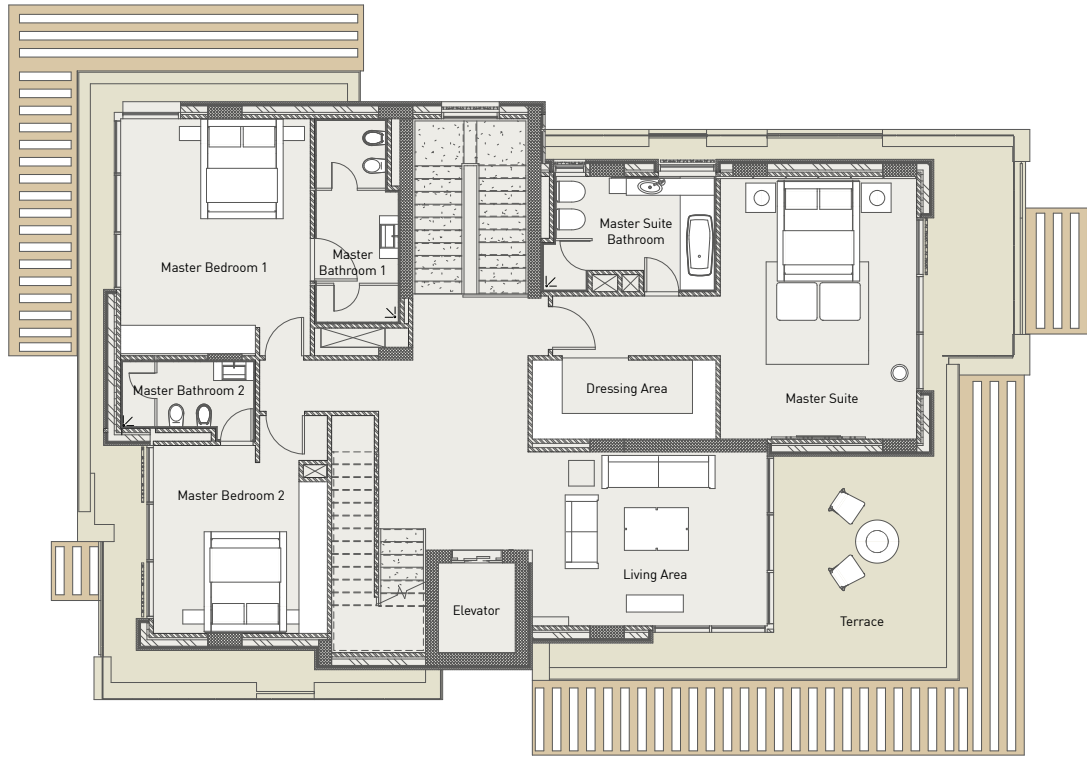 Master Suite
Bathroom
Master Bedroom 1
Master
Bathroom 1
Master Bathroom 2
Dressing Area
Master Suite
Master Bedroom 2
Living Area
Elevator
Terrace